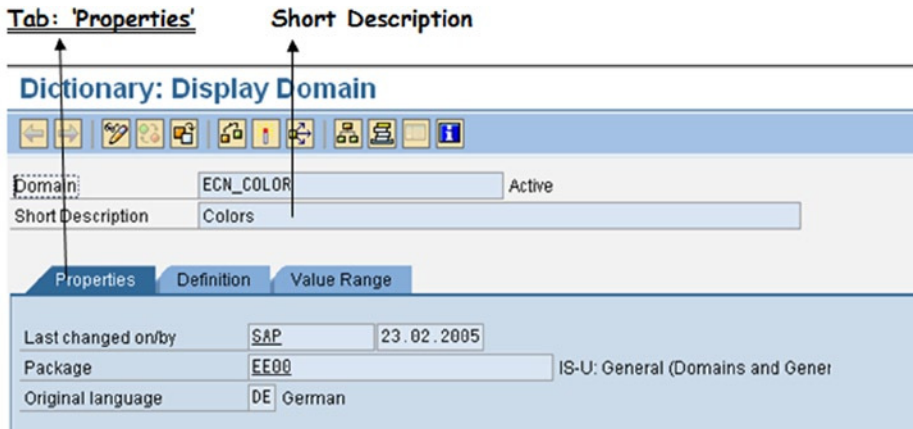 Tab: 'Properties' Short Description
Dictionary: Display Domain
Domain ECN_COLOR Active
Short Description Colors
Properties Definition Value Range
Last changed on/by SAP 23.02.2005
Package EE00 IS-U: General (Domains and Gener
Original language DE German